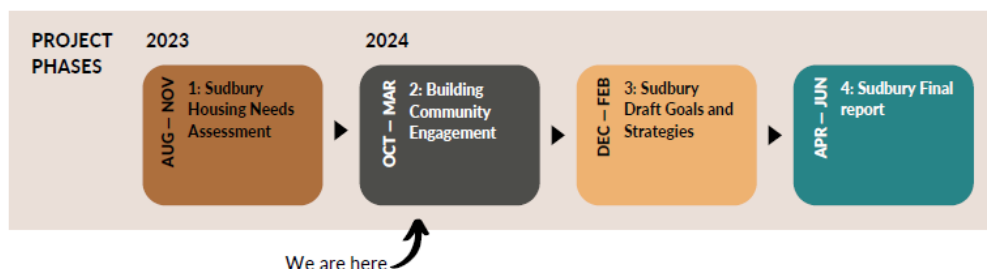 PROJECT
PHASES
2023
2024
AUG – NOV
1: Sudbury
Housing Needs
Assessment
OCT – MAR
2: Building
Community
Engagement
DEC – FEB
3: Sudbury
Draft Goals and
Strategies
APR – JUN
4: Sudbury Final
report
We are here